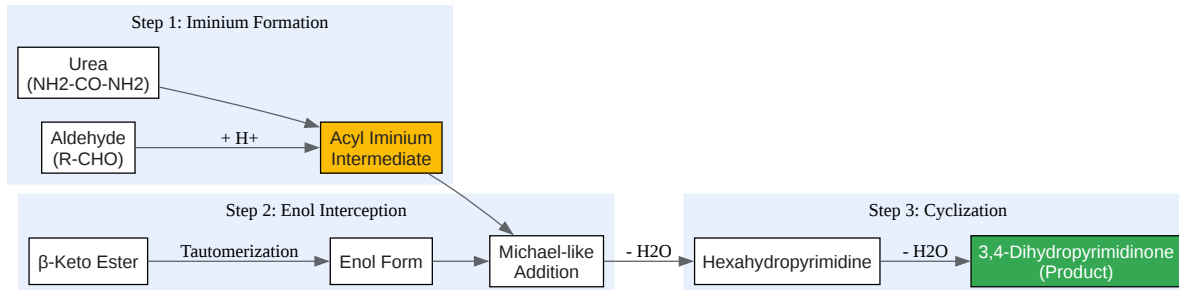 Step 1: Iminium Formation
Urea
(NH2-CO-NH2)
Aldehyde
(R-CHO)
+ H+
Acyl Iminium
Intermediate
Step 2: Enol Interception
β-Keto Ester
Tautomerization
Enol Form
Michael-like
Addition
- H2O
Step 3: Cyclization
Hexahydropyrimidine
- H2O
3,4-Dihydropyrimidinone
(Product)